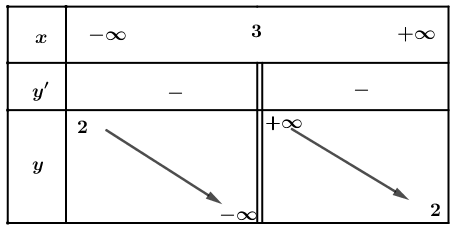 x −∞ 3 +∞
y′ − −
2 +∞
y
−∞ 2